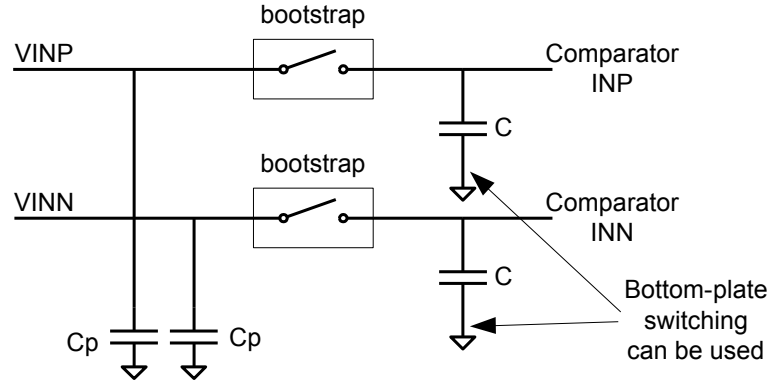 bootstrap
VINP
Comparator
INP
C
bootstrap
VINN
Comparator
INN
C
Bottom-plate
switching
can be used
Cp
Cp